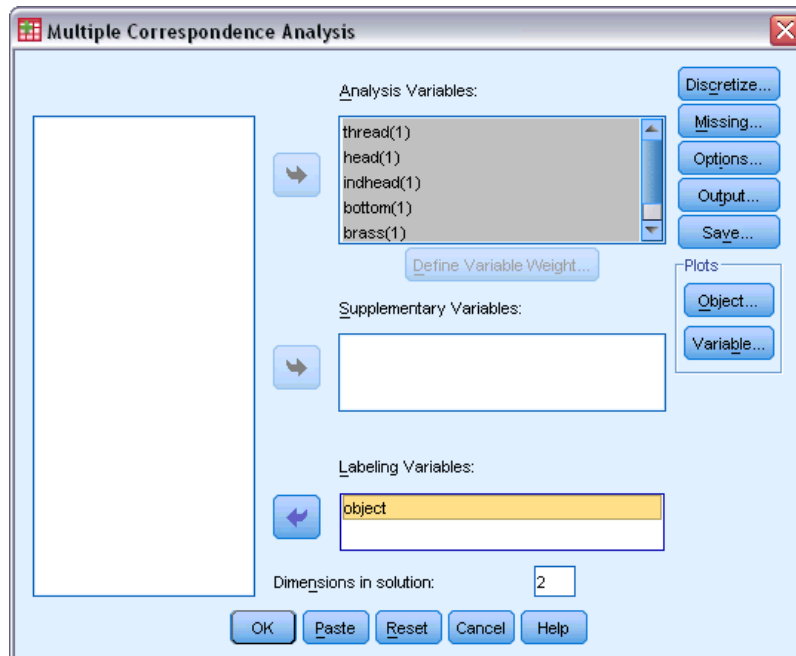 Multiple Correspondence Analysis
Analysis Variables:
thread(1)
head(1)
indhead(1)
bottom(1)
brass(1)
Define Variable Weight...
Supplementary Variables:
Labeling Variables:
object
Dimensions in solution:
2
Discretize...
Missing...
Options...
Output...
Save...
Plots
Object...
Variable...
OK
Paste
Reset
Cancel
Help